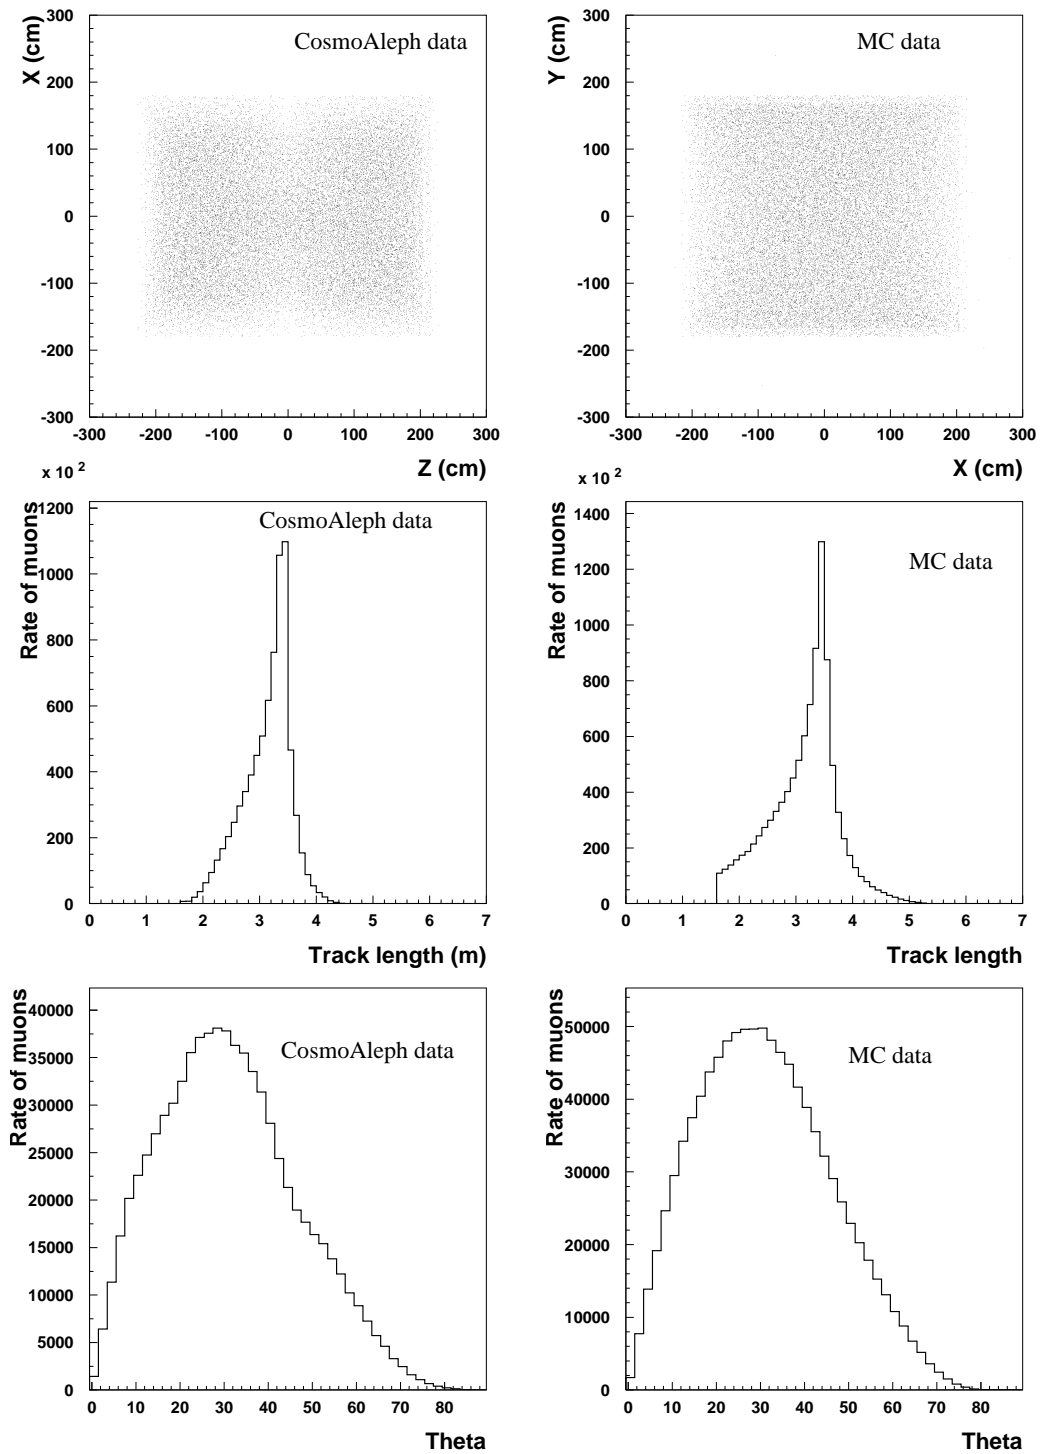 X (cm)
CosmoAleph data
300
200
100
0
-100
-200
-300
-300 -200 -100 0 100 200 300
Z (cm)
Y (cm)
MC data
300
200
100
0
-100
-200
-300
-300 -200 -100 0 100 200 300
X (cm)
x 10 2
Rate of muons
CosmoAleph data
1200
1000
800
600
400
200
0
0 1 2 3 4 5 6 7
Track length (m)
x 10 2
Rate of muons
MC data
1400
1200
1000
800
600
400
200
0
0 1 2 3 4 5 6 7
Track length
Rate of muons
CosmoAleph data
40000
35000
30000
25000
20000
15000
10000
5000
0
0 10 20 30 40 50 60 70 80
Theta
Rate of muons
MC data
50000
40000
30000
20000
10000
0
0 10 20 30 40 50 60 70 80
Theta